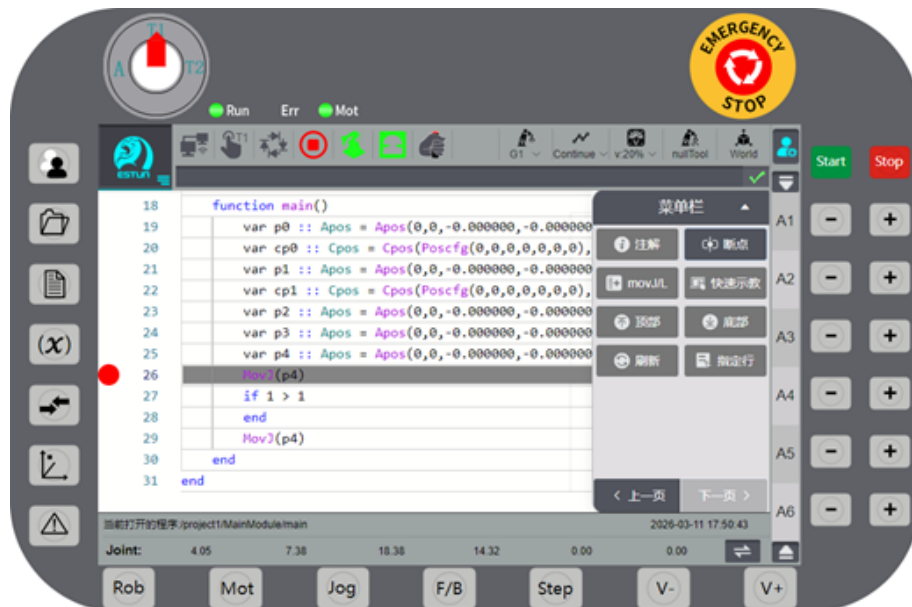 T1
A
T2
EMERGENCY
STOP
Run Err Mot
ESTUN
T1
G1 Continue v:20% nullTool World
Start Stop
18 function main()
19 var p0 :: Apos = Apos(0,0,-0.000000,-0.000000
20 var cp0 :: Cpos = Cpos(Poscfg(0,0,0,0,0,0,0),
21 var p1 :: Apos = Apos(0,0,-0.000000,-0.000000
22 var cp1 :: Cpos = Cpos(Poscfg(0,0,0,0,0,0,0),
23 var p2 :: Apos = Apos(0,0,-0.000000,-0.000000
24 var p3 :: Apos = Apos(0,0,-0.000000,-0.000000
25 var p4 :: Apos = Apos(0,0,-0.000000,-0.000000
26 MovJ(p4)
27 if 1 > 1
28 end
29 MovJ(p4)
30 end
31 end
菜单栏
注解 断点
movJ/L 快速示教
顶部 底部
刷新 指定行
< 上一页 下一页 >
A1 - +
A2 - +
A3 - +
A4 - +
A5 - +
A6 - +
(x)
当前打开的程序:/project1/MainModule/main 2026-03-11 17:50:43
Joint: 4.05 7.38 18.38 14.32 0.00 0.00
Rob Mot Jog F/B Step V- V+